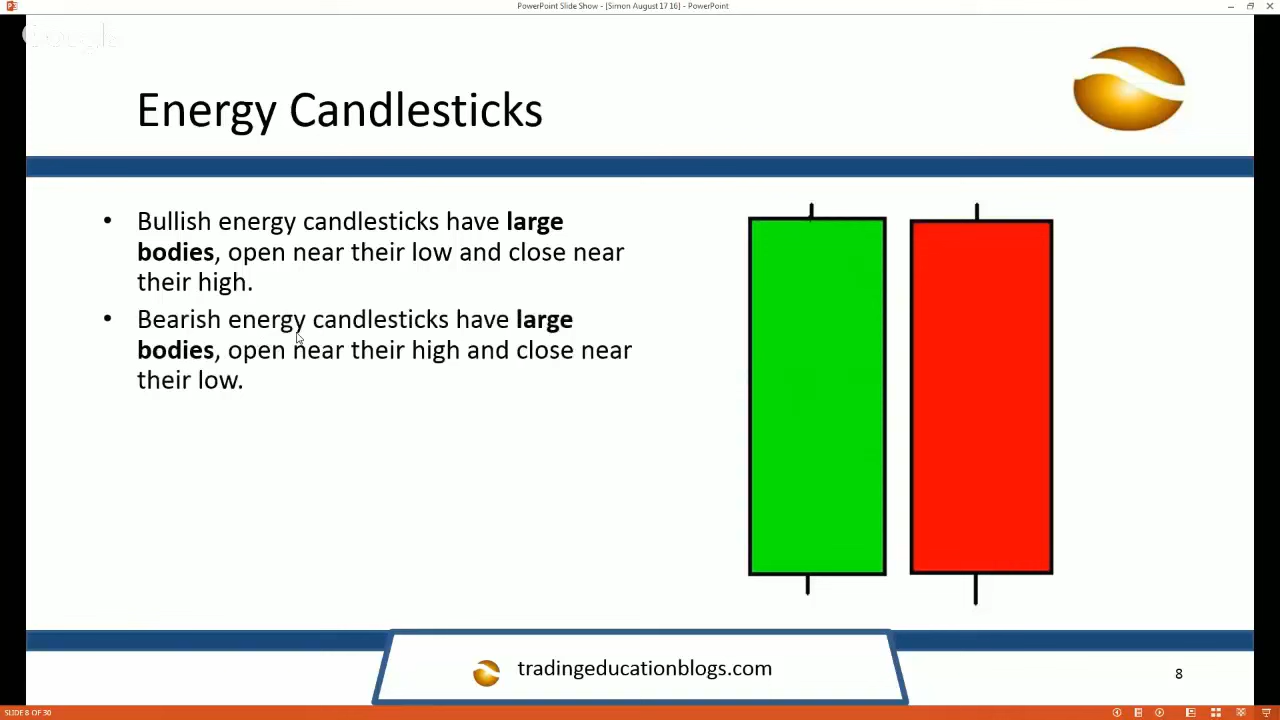 PowerPoint Slide Show - [Simon August 17 16] - PowerPoint
Google
Energy Candlesticks
• Bullish energy candlesticks have large
bodies, open near their low and close near
their high.
• Bearish energy candlesticks have large
bodies, open near their high and close near
their low.
tradingeducationblogs.com
8
SLIDE 8 OF 30